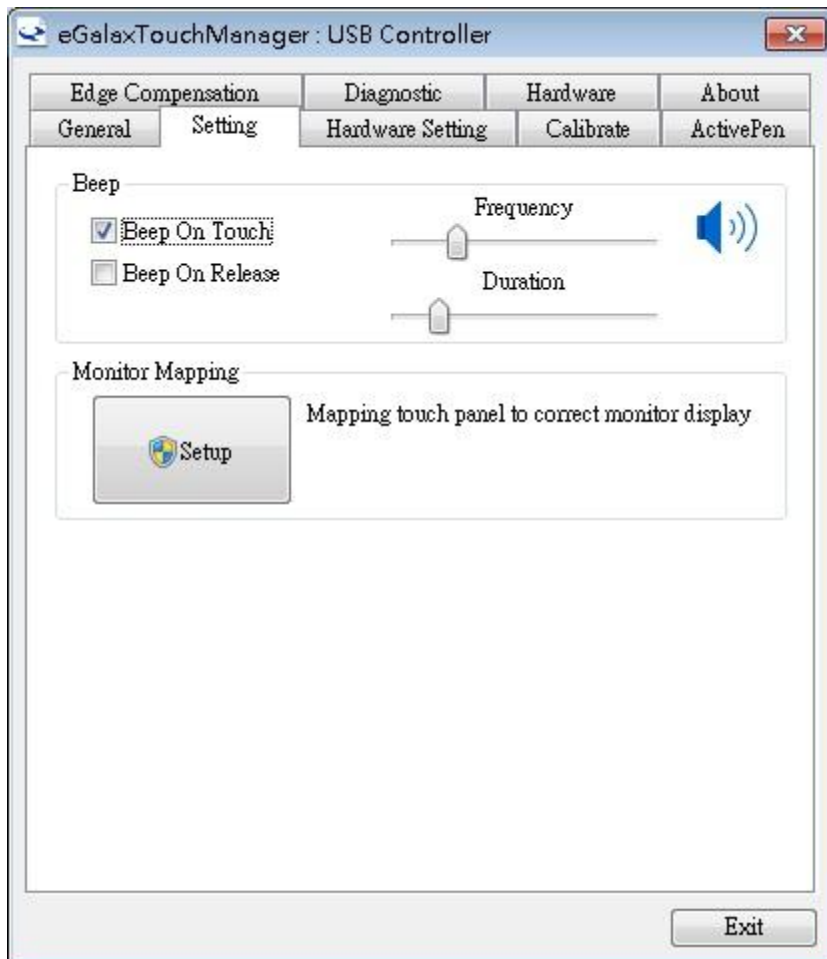 eGalaxTouchManager : USB Controller
Edge Compensation Diagnostic Hardware About
General Setting Hardware Setting Calibrate ActivePen
Beep
Beep On Touch
Beep On Release
Frequency
Duration
Monitor Mapping
Setup
Mapping touch panel to correct monitor display
Exit